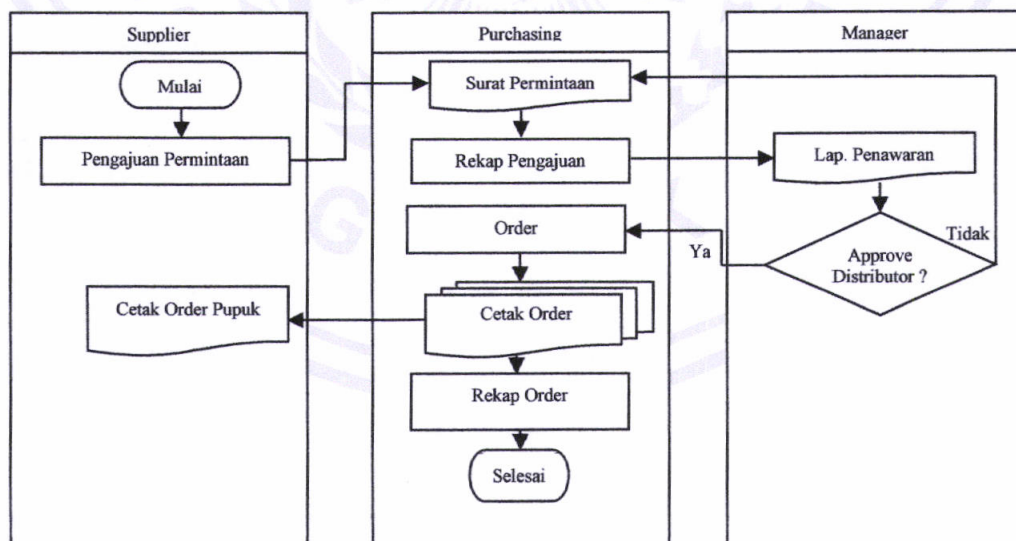 Supplier
Purchasing
Manager
Mulai
Surat Permintaan
Pengajuan Permintaan
Rekap Pengajuan
Lap. Penawaran
Order
Ya
Tidak
Approve
Distributor ?
Cetak Order Pupuk
Cetak Order
Rekap Order
Selesai